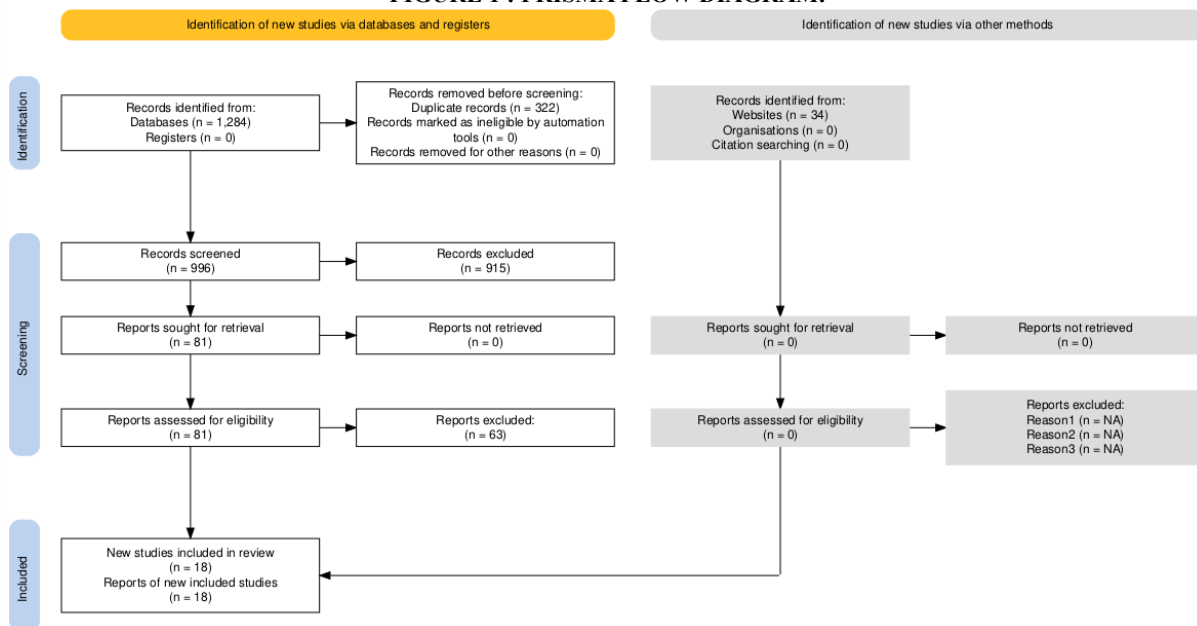 FIGURE 1 : PRISMA FLOW DIAGRAM.
Identification of new studies via databases and registers
Identification of new studies via other methods
Identification
Records identified from:
Databases (n = 1,284)
Registers (n = 0)
Records removed before screening:
Duplicate records (n = 322)
Records marked as ineligible by automation
tools (n = 0)
Records removed for other reasons (n = 0)
Records identified from:
Websites (n = 34)
Organisations (n = 0)
Citation searching (n = 0)
Screening
Records screened
(n = 996)
Records excluded
(n = 915)
Reports sought for retrieval
(n = 81)
Reports not retrieved
(n = 0)
Reports sought for retrieval
(n = 0)
Reports not retrieved
(n = 0)
Reports assessed for eligibility
(n = 81)
Reports excluded:
(n = 63)
Reports assessed for eligibility
(n = 0)
Reports excluded:
Reason1 (n = NA)
Reason2 (n = NA)
Reason3 (n = NA)
Included
New studies included in review
(n = 18)
Reports of new included studies
(n = 18)